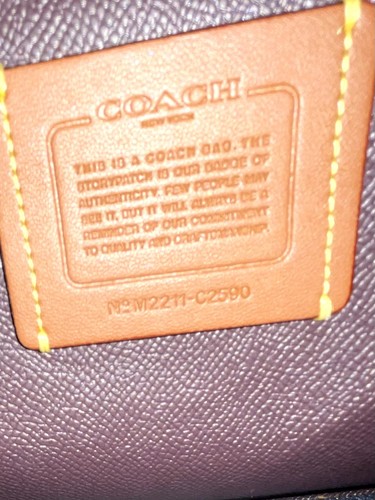 COACH
NEW YORK
THIS IS A COACH BAG. THE
STORYPATCH IS OUR BADGE OF
AUTHENTICITY. FEW PEOPLE MAY
SEE IT, BUT IT WILL ALWAYS BE A
REMINDER OF OUR COMMITMENT
TO QUALITY AND CRAFTSMANSHIP.
Nº M2211-C2590